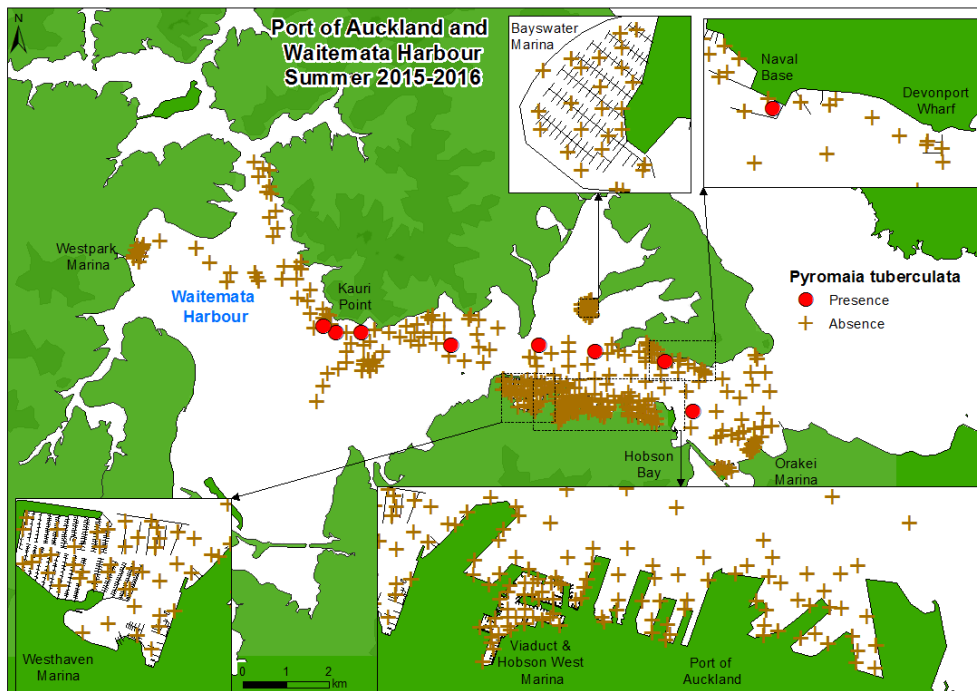 N
Port of Auckland and
Waitemata Harbour
Summer 2015-2016
Bayswater
Marina
Naval
Base
Devonport
Wharf
Westpark
Marina
Waitemata
Harbour
Kauri
Point
Pyromaia tuberculata
Presence
Absence
Hobson
Bay
Orakei
Marina
Westhaven
Marina
0 1 2
km
Viaduct &
Hobson West
Marina
Port of
Auckland